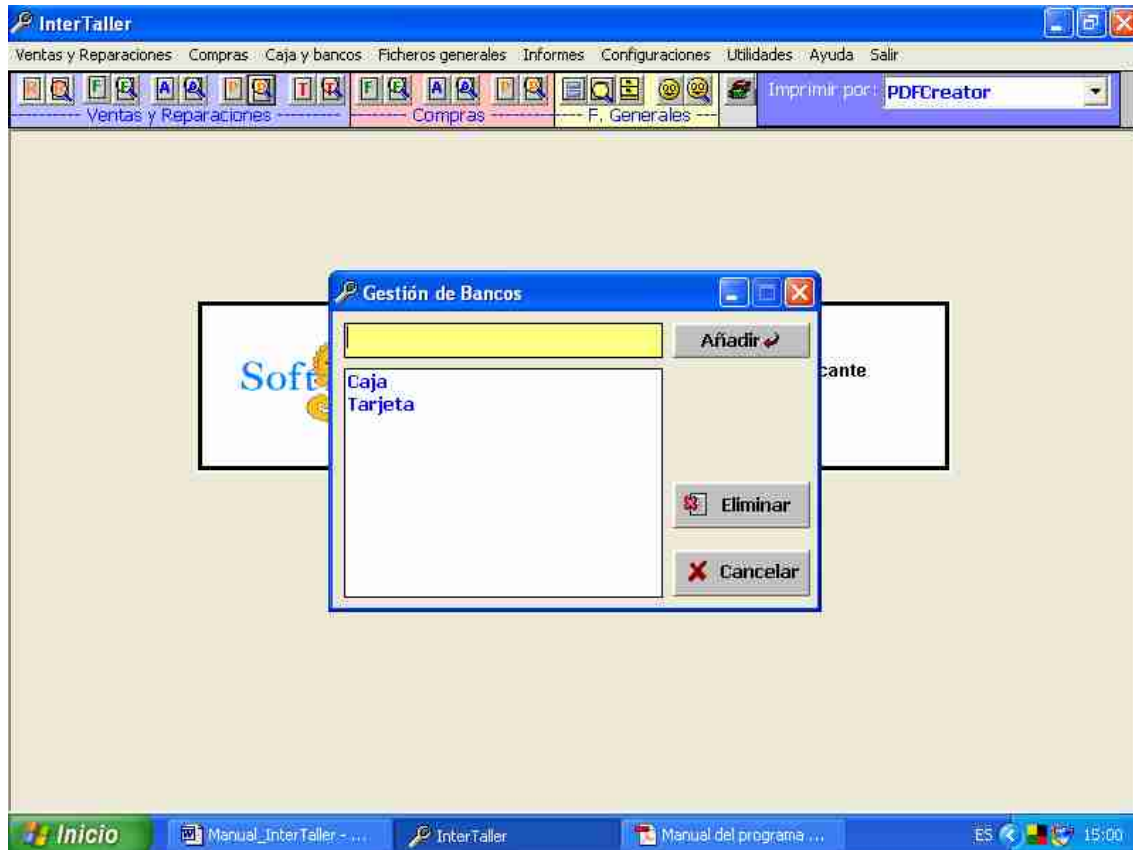 InterTaller
Ventas y Reparaciones Compras Caja y bancos Ficheros generales Informes Configuraciones Utilidades Ayuda Salir
R R F F A A P P T T F F A A P P
Imprimir por: PDFCreator
---------- Ventas y Reparaciones --------- -------- Compras --------- ---- F. Generales ---
Gestión de Bancos
Añadir
Soft
cante
Caja
Tarjeta
Eliminar
Cancelar
Inicio
Manual_InterTaller - ...
InterTaller
Manual del programa ...
ES
15:00